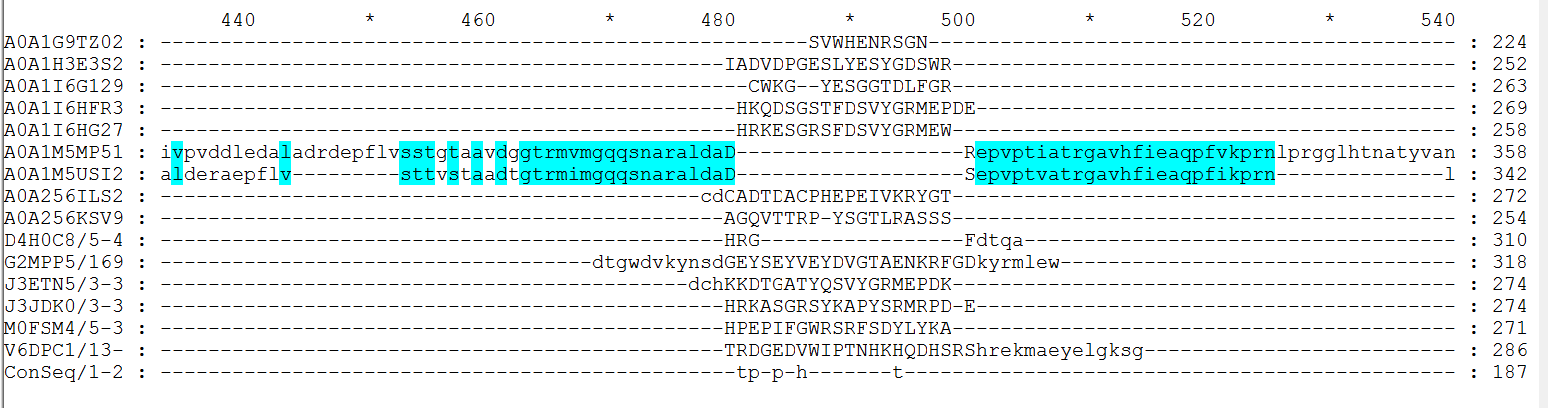 440 * 460 * 480 * 500 * 520 * 540
A0A1G9TZ02 : ------------------------------------------------------SVWHENRSGN-------------------------------------------- : 224
A0A1H3E3S2 : -----------------------------------------------IADVDPGESLYESYGDSWR------------------------------------------ : 252
A0A1I6G129 : -------------------------------------------------CWKG--YESGGTDLFGR------------------------------------------ : 263
A0A1I6HFR3 : ------------------------------------------------HKQDSGSTFDSVYGRMEPDE---------------------------------------- : 269
A0A1I6HG27 : ------------------------------------------------HRKESGRSFDSVYGRMEW------------------------------------------ : 258
A0A1M5MP51 : ivpvddledaladrdepflvsstgtaavdggtrmvmgqqsnaraldaD-------------------Repvptiatrgavhfieaqpfvkprnlprgglhtnatyvan : 358
A0A1M5USI2 : alderaepflv---------sttvstaadtgtrmimgqqsnaraldaD-------------------Sepvptvatrgavhfieaqpfikprn--------------l : 342
A0A256ILS2 : ---------------------------------------------cdCADTDACPHEPEIVKRYGT------------------------------------------ : 272
A0A256KSV9 : -----------------------------------------------AGQVTTRP-YSGTLRASSS------------------------------------------ : 254
D4H0C8/5-4 : -----------------------------------------------HRG-----------------Fdtqa------------------------------------ : 310
G2MPP5/169 : ------------------------------------dtgwdvkynsdGEYSEYVEYDVGTAENKRFGDkyrmlew--------------------------------- : 318
J3ETN5/3-3 : --------------------------------------------dchKKDTGATYQSVYGRMEPDK------------------------------------------ : 274
J3JDK0/3-3 : -----------------------------------------------HRKASGRSYKAPYSRMRPD-E---------------------------------------- : 274
M0FSM4/5-3 : -----------------------------------------------HPEPIFGWRSRFSDYLYKA------------------------------------------ : 271
V6DPC1/13- : -----------------------------------------------TRDGEDVWIPTNHKHQDHSRShrekmaeyelgksg-------------------------- : 286
ConSeq/1-2 : ------------------------------------------------tp-p-h-------t---------------------------------------------- : 187